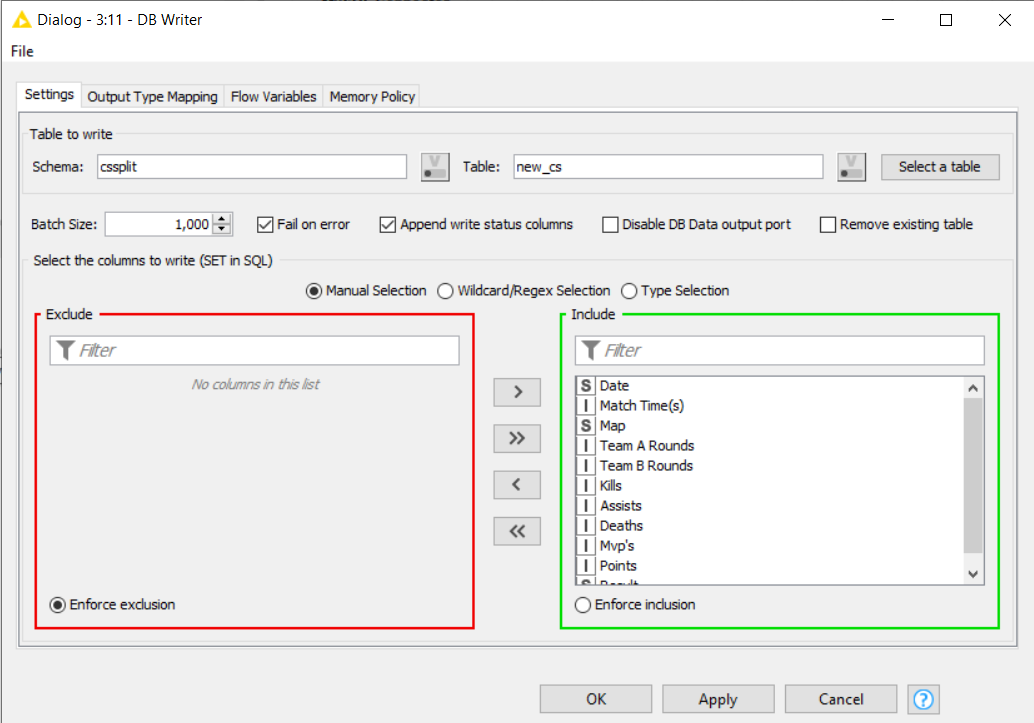 Dialog - 3:11 - DB Writer
File
Settings Output Type Mapping Flow Variables Memory Policy
Table to write
Schema: cssplit V Table: new_cs V Select a table
Batch Size: 1,000 Fail on error Append write status columns Disable DB Data output port Remove existing table
Select the columns to write (SET in SQL)
Manual Selection Wildcard/Regex Selection Type Selection
Exclude
Filter
No columns in this list
Enforce exclusion
>
>>
<
<<
Include
Filter
S Date
I Match Time(s)
S Map
I Team A Rounds
I Team B Rounds
I Kills
I Assists
I Deaths
I Mvp's
I Points
S Result
Enforce inclusion
OK Apply Cancel ?